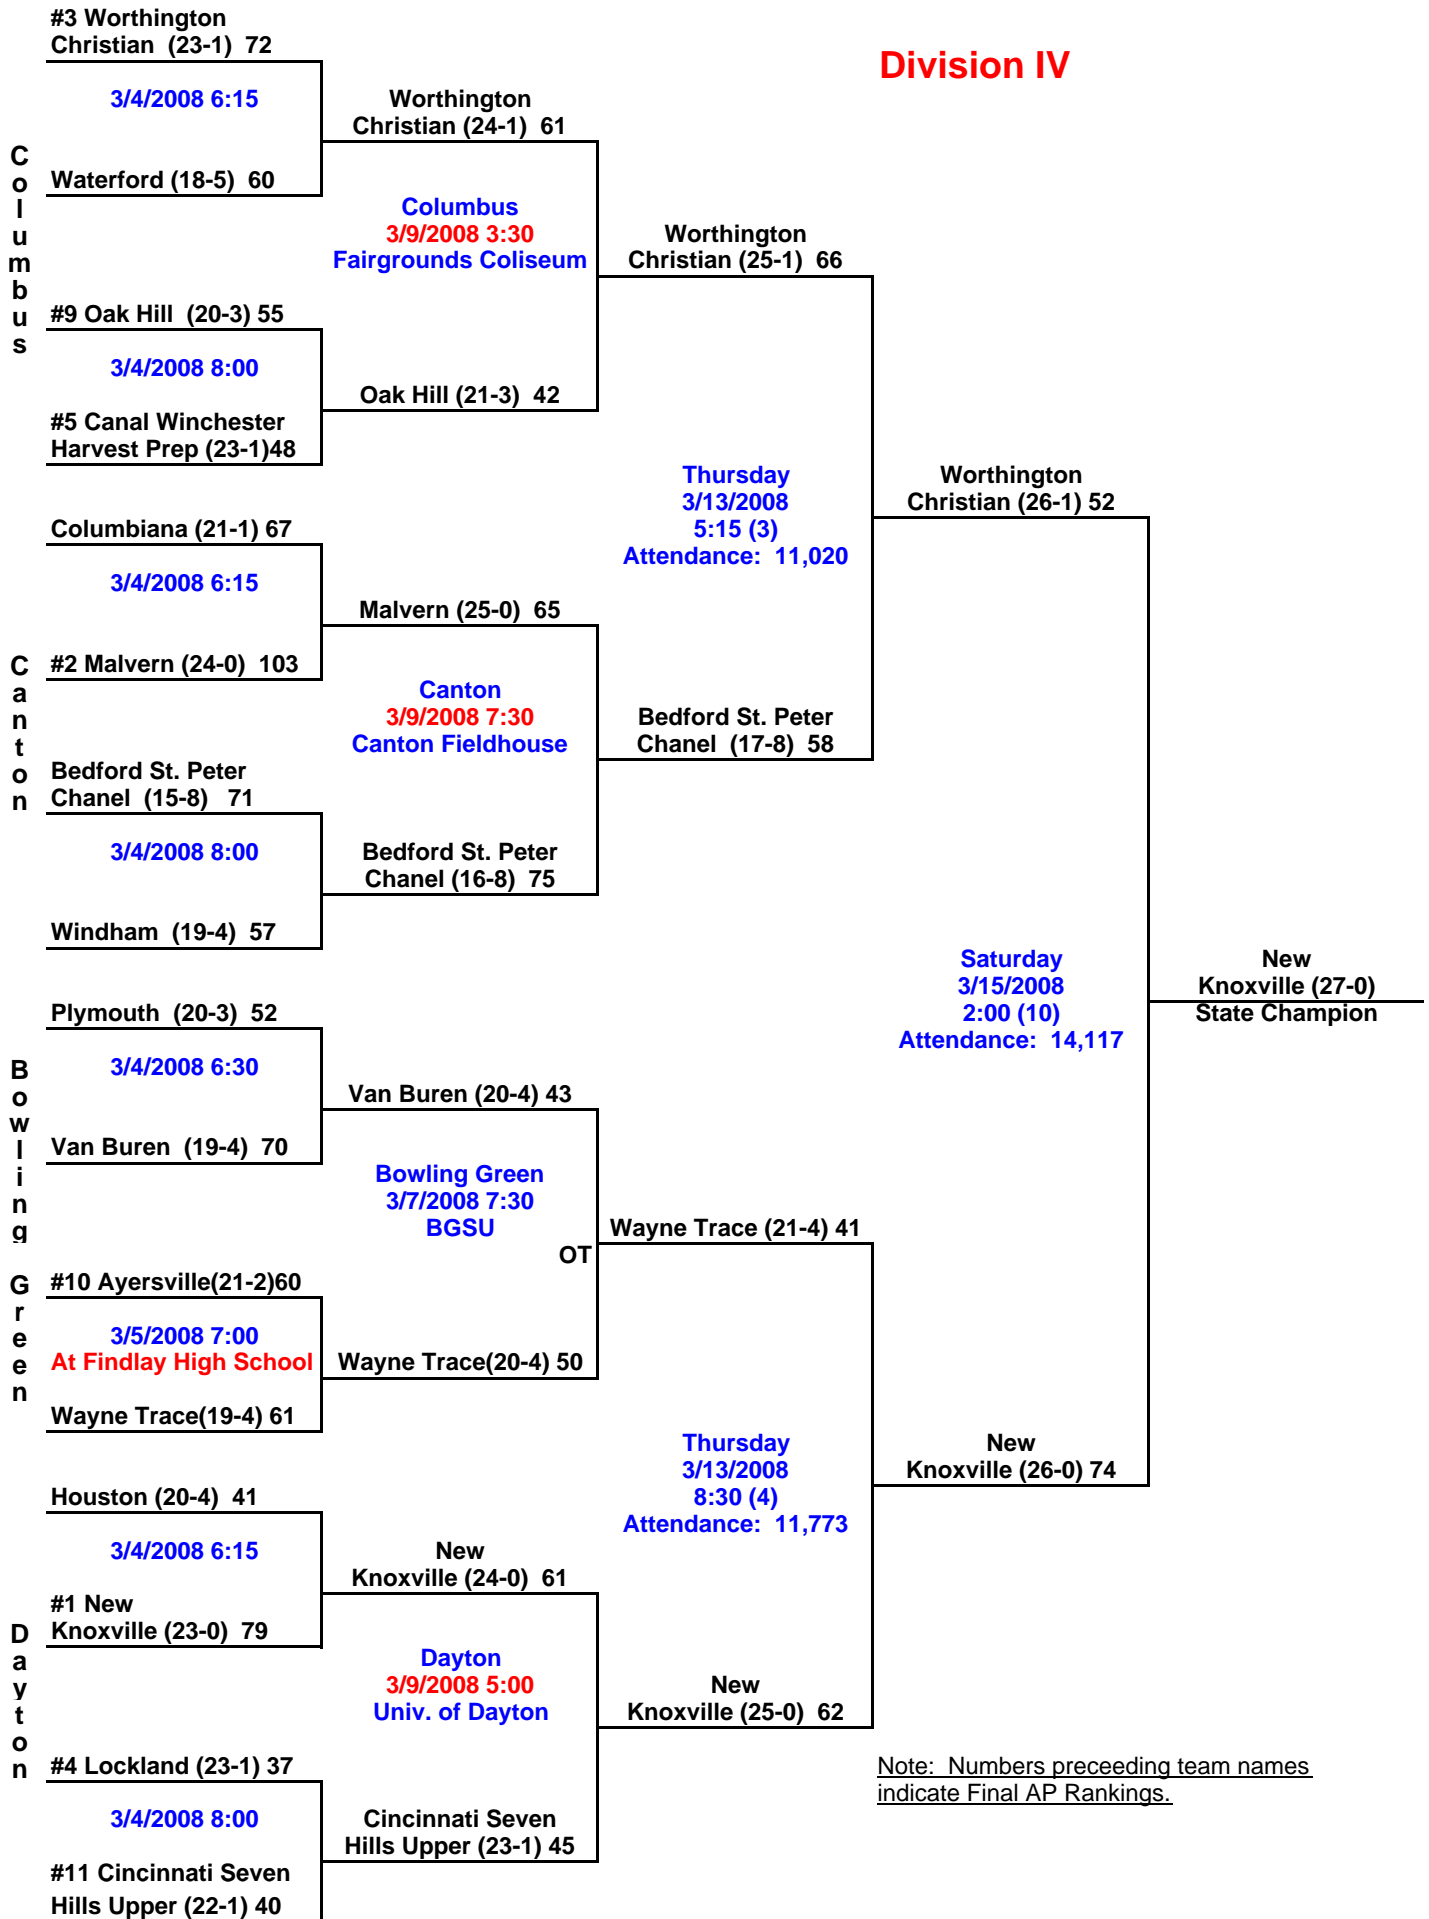 Division IV
Columbus
#3 Worthington
Christian (23-1) 72
3/4/2008 6:15
Waterford (18-5) 60
#9 Oak Hill (20-3) 55
3/4/2008 8:00
#5 Canal Winchester
Harvest Prep (23-1)48
Worthington
Christian (24-1) 61
Columbus
3/9/2008 3:30
Fairgrounds Coliseum
Oak Hill (21-3) 42
Canton
Columbiana (21-1) 67
3/4/2008 6:15
#2 Malvern (24-0) 103
Bedford St. Peter
Chanel (15-8) 71
3/4/2008 8:00
Windham (19-4) 57
Malvern (25-0) 65
Canton
3/9/2008 7:30
Canton Fieldhouse
Bedford St. Peter
Chanel (16-8) 75
Worthington
Christian (25-1) 66
Thursday
3/13/2008
5:15 (3)
Attendance: 11,020
Bedford St. Peter
Chanel (17-8) 58
Bowling Green
Plymouth (20-3) 52
3/4/2008 6:30
Van Buren (19-4) 70
#10 Ayersville(21-2)60
3/5/2008 7:00
At Findlay High School
Wayne Trace(19-4) 61
Van Buren (20-4) 43
Bowling Green
3/7/2008 7:30
BGSU
OT
Wayne Trace(20-4) 50
Dayton
Houston (20-4) 41
3/4/2008 6:15
#1 New
Knoxville (23-0) 79
#4 Lockland (23-1) 37
3/4/2008 8:00
#11 Cincinnati Seven
Hills Upper (22-1) 40
New
Knoxville (24-0) 61
Dayton
3/9/2008 5:00
Univ. of Dayton
Cincinnati Seven
Hills Upper (23-1) 45
Wayne Trace (21-4) 41
Thursday
3/13/2008
8:30 (4)
Attendance: 11,773
New
Knoxville (25-0) 62
Worthington
Christian (26-1) 52
Saturday
3/15/2008
2:00 (10)
Attendance: 14,117
New
Knoxville (26-0) 74
New
Knoxville (27-0)
State Champion
Note: Numbers preceeding team names
indicate Final AP Rankings.